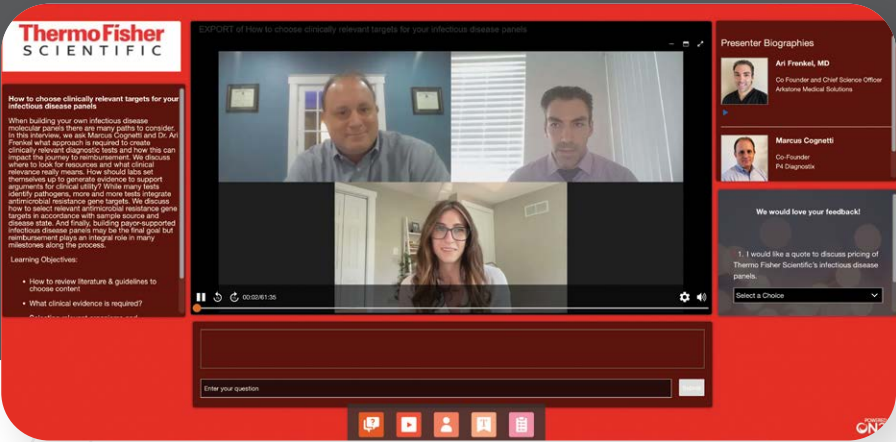 ThermoFisher
SCIENTIFIC
How to choose clinically relevant targets for your
infectious disease panels
When building your own infectious disease
molecular panels there are many paths to consider.
In this interview, we ask Marcus Cognetti and Dr. Ari
Frenkel what approach is required to create
clinically relevant diagnostic tests and how this can
impact the journey to reimbursement. We discuss
where to look for resources and what clinical
relevance really means. How should labs set
themselves up to generate evidence to support
arguments for clinical utility? While many tests
identify pathogens, more and more tests integrate
antimicrobial resistance gene targets. We discuss
how to select relevant antimicrobial resistance gene
targets in accordance with sample source and
disease state. And finally, building payor-supported
infectious disease panels may be the final goal but
reimbursement plays an integral role in many
milestones along the process.
Learning Objectives:
• How to review literature & guidelines to
choose content
• What clinical evidence is required?
EXPORT of How to choose clinically relevant targets for your infectious disease panels
00:02/61:35
Enter your question
Presenter Biographies
Ari Frenkel, MD
Co Founder and Chief Science Officer
Arkstone Medical Solutions
Marcus Cognetti
Co-Founder
P4 Diagnostix
We would love your feedback!
1. I would like a quote to discuss pricing of
Thermo Fisher Scientific's infectious disease
panels.
Select a Choice
POWERED
ON24